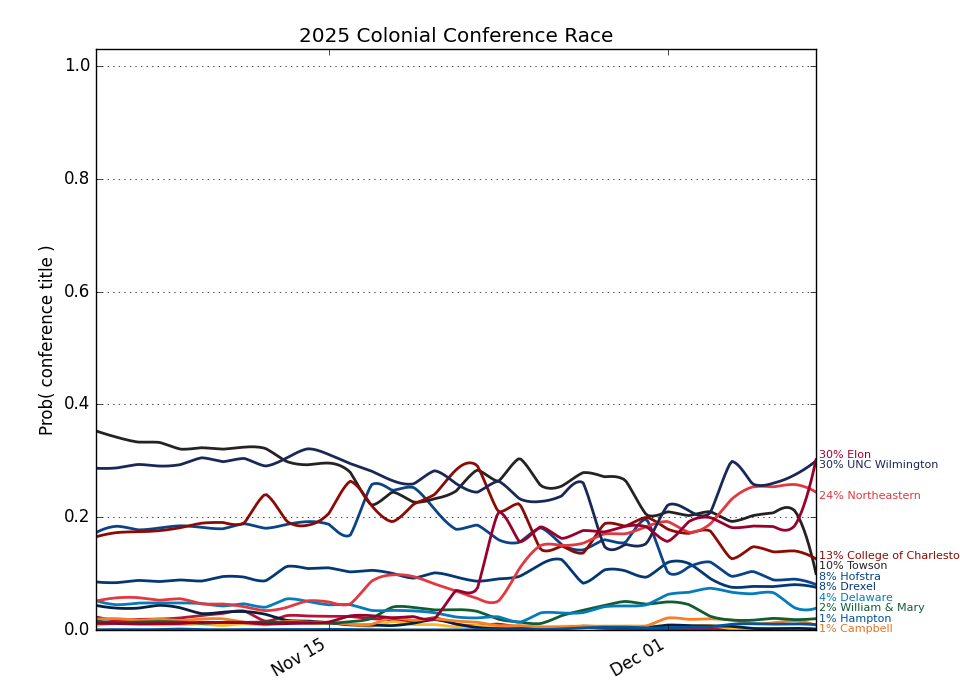 2025 Colonial Conference Race
Prob( conference title )
1.0
0.8
0.6
0.4
0.2
0.0
Nov 15
Dec 01
30% Elon
30% UNC Wilmington
24% Northeastern
13% College of Charlesto
10% Towson
8% Hofstra
8% Drexel
4% Delaware
2% William & Mary
1% Hampton
1% Campbell